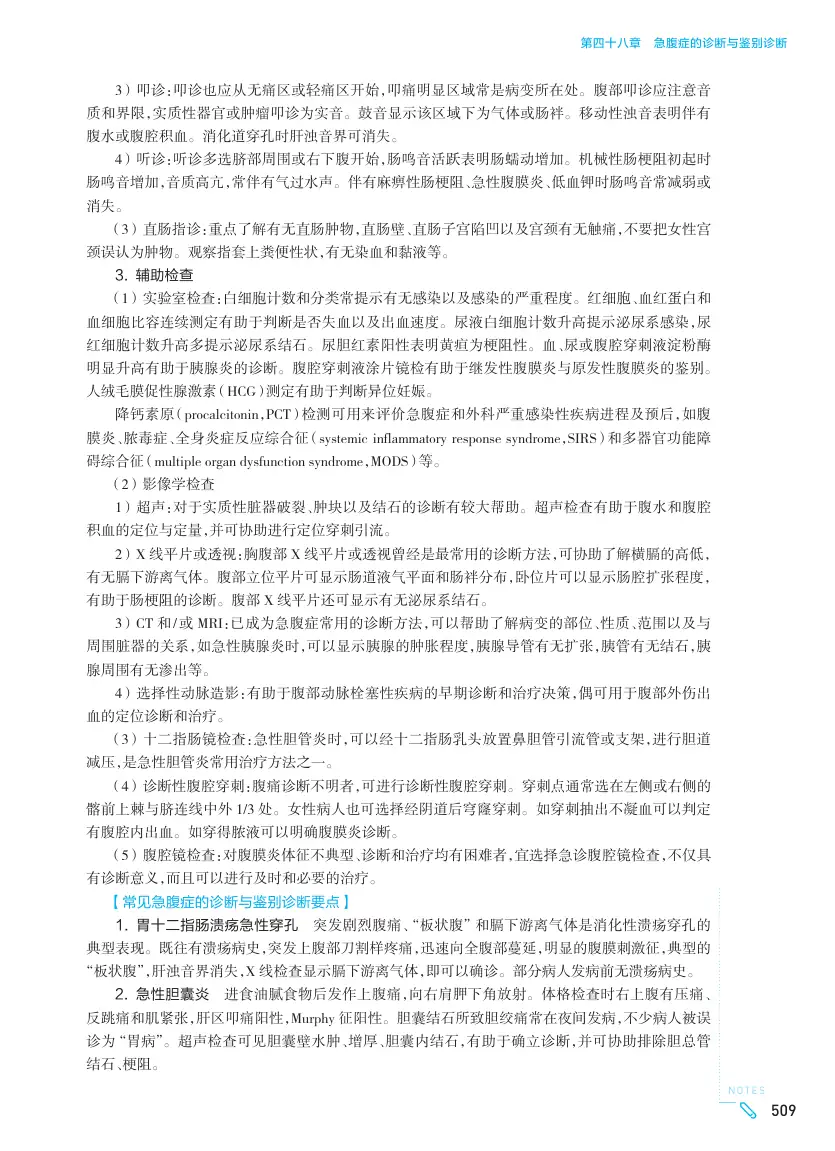 第四十八章　急腹症的诊断与鉴别诊断
3）叩诊:叩诊也应从无痛区或轻痛区开始,叩痛明显区域常是病变所在处。腹部叩诊应注意音
质和界限,实质性器官或肿瘤叩诊为实音。鼓音显示该区域下为气体或肠袢。移动性浊音表明伴有
腹水或腹腔积血。消化道穿孔时肝浊音界可消失。
4）听诊:听诊多选脐部周围或右下腹开始,肠鸣音活跃表明肠蠕动增加。机械性肠梗阻初起时
肠鸣音增加,音质高亢,常伴有气过水声。伴有麻痹性肠梗阻、急性腹膜炎、低血钾时肠鸣音常减弱或
消失。
（3）直肠指诊:重点了解有无直肠肿物,直肠壁、直肠子宫陷凹以及宫颈有无触痛,不要把女性宫
颈误认为肿物。观察指套上粪便性状,有无染血和黏液等。
3. 辅助检查
（1）实验室检查:白细胞计数和分类常提示有无感染以及感染的严重程度。红细胞、血红蛋白和
血细胞比容连续测定有助于判断是否失血以及出血速度。尿液白细胞计数升高提示泌尿系感染,尿
红细胞计数升高多提示泌尿系结石。尿胆红素阳性表明黄疸为梗阻性。血、尿或腹腔穿刺液淀粉酶
明显升高有助于胰腺炎的诊断。腹腔穿刺液涂片镜检有助于继发性腹膜炎与原发性腹膜炎的鉴别。
人绒毛膜促性腺激素（HCG）测定有助于判断异位妊娠。
降钙素原（procalcitonin,PCT）检测可用来评价急腹症和外科严重感染性疾病进程及预后,如腹
膜炎、脓毒症、全身炎症反应综合征（systemic inflammatory response syndrome,SIRS）和多器官功能障
碍综合征（multiple organ dysfunction syndrome,MODS）等。
（2）影像学检查
1）超声:对于实质性脏器破裂、肿块以及结石的诊断有较大帮助。超声检查有助于腹水和腹腔
积血的定位与定量,并可协助进行定位穿刺引流。
2）X 线平片或透视:胸腹部 X 线平片或透视曾经是最常用的诊断方法,可协助了解横膈的高低,
有无膈下游离气体。腹部立位平片可显示肠道液气平面和肠袢分布,卧位片可以显示肠腔扩张程度,
有助于肠梗阻的诊断。腹部 X 线平片还可显示有无泌尿系结石。
3）CT 和/或 MRI:已成为急腹症常用的诊断方法,可以帮助了解病变的部位、性质、范围以及与
周围脏器的关系,如急性胰腺炎时,可以显示胰腺的肿胀程度,胰腺导管有无扩张,胰管有无结石,胰
腺周围有无渗出等。
4）选择性动脉造影:有助于腹部动脉栓塞性疾病的早期诊断和治疗决策,偶可用于腹部外伤出
血的定位诊断和治疗。
（3）十二指肠镜检查:急性胆管炎时,可以经十二指肠乳头放置鼻胆管引流管或支架,进行胆道
减压,是急性胆管炎常用治疗方法之一。
（4）诊断性腹腔穿刺:腹痛诊断不明者,可进行诊断性腹腔穿刺。穿刺点通常选在左侧或右侧的
髂前上棘与脐连线中外 1/3 处。女性病人也可选择经阴道后穹窿穿刺。如穿刺抽出不凝血可以判定
有腹腔内出血。如穿得脓液可以明确腹膜炎诊断。
（5）腹腔镜检查:对腹膜炎体征不典型、诊断和治疗均有困难者,宜选择急诊腹腔镜检查,不仅具
有诊断意义,而且可以进行及时和必要的治疗。
【常见急腹症的诊断与鉴别诊断要点】
1. 胃十二指肠溃疡急性穿孔　突发剧烈腹痛、“板状腹”和膈下游离气体是消化性溃疡穿孔的
典型表现。既往有溃疡病史,突发上腹部刀割样疼痛,迅速向全腹部蔓延,明显的腹膜刺激征,典型的
“板状腹”,肝浊音界消失,X 线检查显示膈下游离气体,即可以确诊。部分病人发病前无溃疡病史。
2. 急性胆囊炎　进食油腻食物后发作上腹痛,向右肩胛下角放射。体格检查时右上腹有压痛、
反跳痛和肌紧张,肝区叩痛阳性,Murphy 征阳性。胆囊结石所致胆绞痛常在夜间发病,不少病人被误
诊为“胃病”。超声检查可见胆囊壁水肿、增厚、胆囊内结石,有助于确立诊断,并可协助排除胆总管
结石、梗阻。
NOTES
509